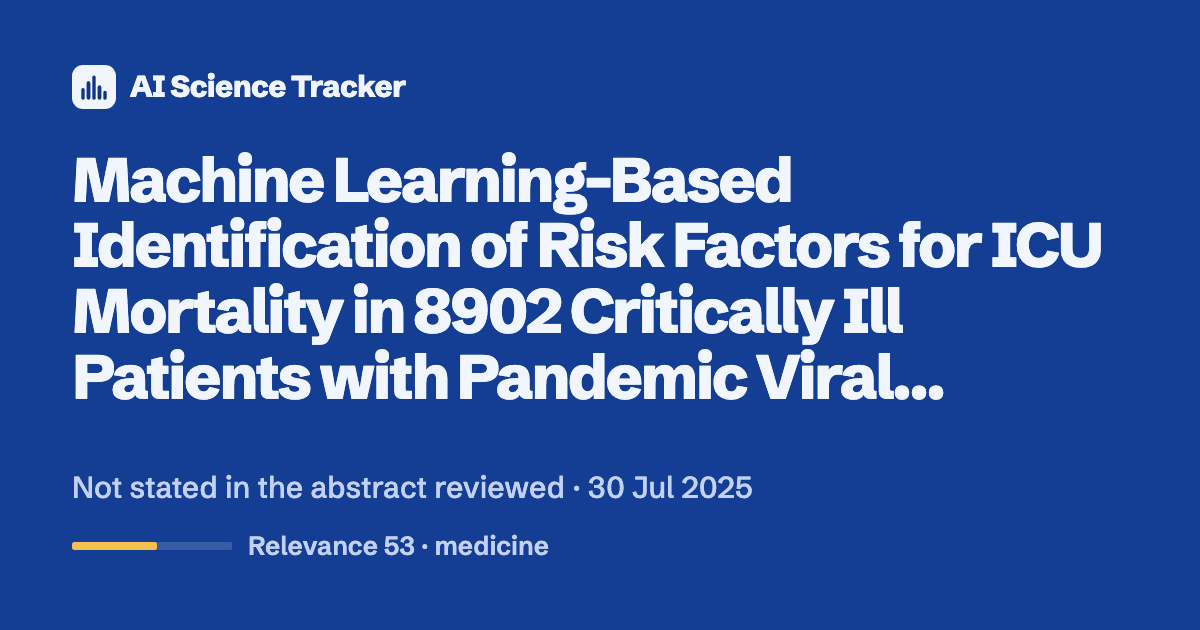 AI Science Tracker
Machine Learning-Based
Identification of Risk Factors for ICU
Mortality in 8902 Critically Ill
Patients with Pandemic Viral...
Not stated in the abstract reviewed · 30 Jul 2025
Relevance 53 · medicine